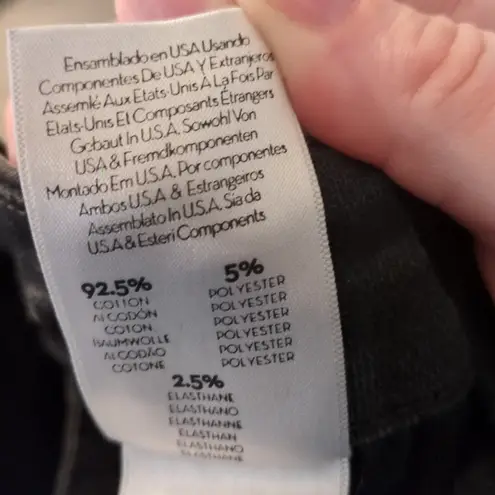 Ensamblado en USA Usando
Componentes De USA Y Extranjeros
Assemlé Aux Etats-Unis À La Fois Par
Etats-Unis Et Composants Étrangers
Gebaut In U.S.A. Sowohl Von
USA & Fremdkomponenten
Montado Em U.S.A. Por componentes
Ambos U.S.A & Estrangeiros
Assemblato In U.S.A. Sia da
U.S.A & Esteri Components
92.5%
COTTON
ALGODÓN
COTON
BAUMWOLLE
ALGODÃO
COTONE
5%
POLYESTER
POLYESTER
POLYESTER
POLYESTER
POLYESTER
POLYESTER
2.5%
ELASTHANE
ELASTHANO
ELASTHANNE
ELASTHAN
ELASTHANO